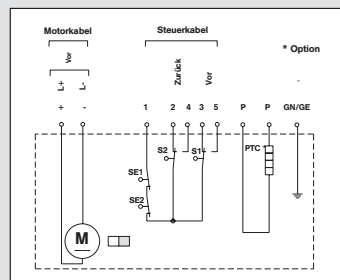 Motorkabel
Steuerkabel
* Option
Vor
Zurück
Vor
L+
L-
-
+
-
1
2
4
3
5
P
P
GN/GE
S2
S1
PTC *
SE1
SE2
M